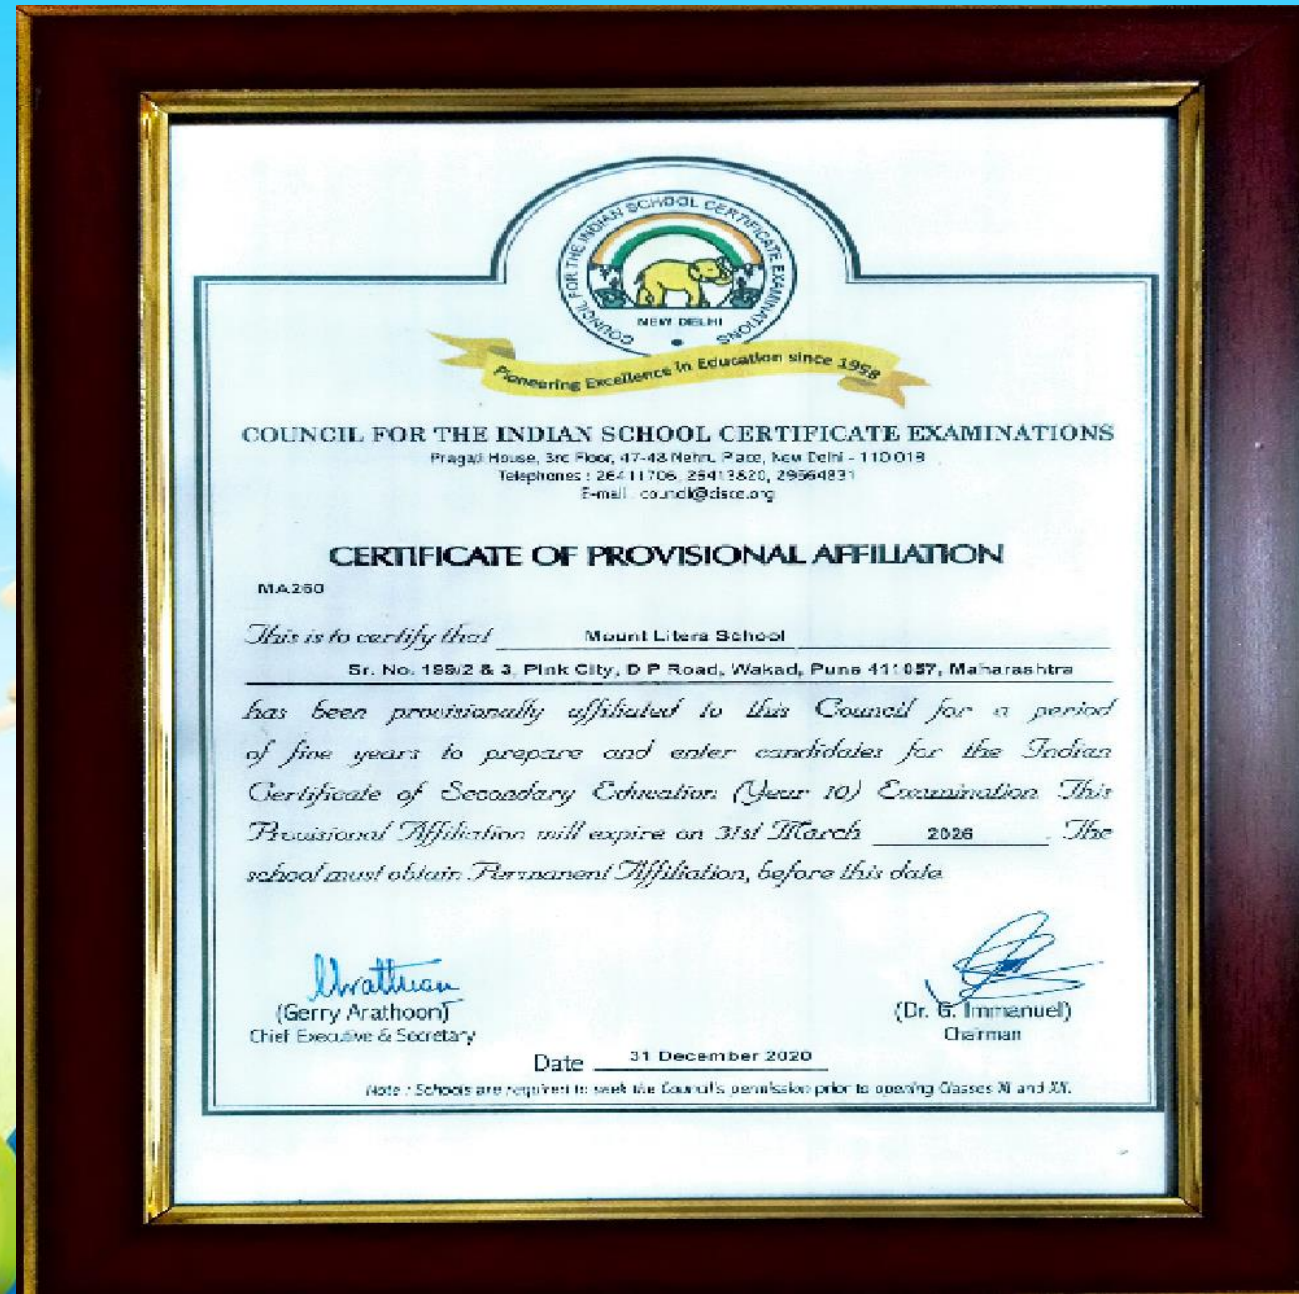 COUNCIL FOR THE INDIAN SCHOOL CERTIFICATE EXAMINATIONS
NEW DELHI
Pioneering Excellence in Education since 1958
COUNCIL FOR THE INDIAN SCHOOL CERTIFICATE EXAMINATIONS
Pragati House, 3rd Floor, 47-48 Nehru Place, New Delhi - 110 019
Telephones : 26411706, 26413820,
E-mail : council@cisce.org
CERTIFICATE OF PROVISIONAL AFFILIATION
MA260
This is to certify that Mount Litera School
Sr. No. & 3, Pink City, D P Road, Wakad, Pune 411057, Maharashtra
has been provisionally affiliated to this Council for a period
of five years to prepare and enter candidates for the Indian
Certificate of Secondary Education (Year 10) Examination This
Provisional Affiliation will expire on 31st March 2026 . The
school must obtain Permanent Affiliation, before this date
(Gerry Arathoon)
Chief Executive & Secretary
(Dr. G. Immanuel)
Chairman
Date 31 December 2020
Note : Schools are required to seek the Council's permission prior to opening Classes XI and XII.